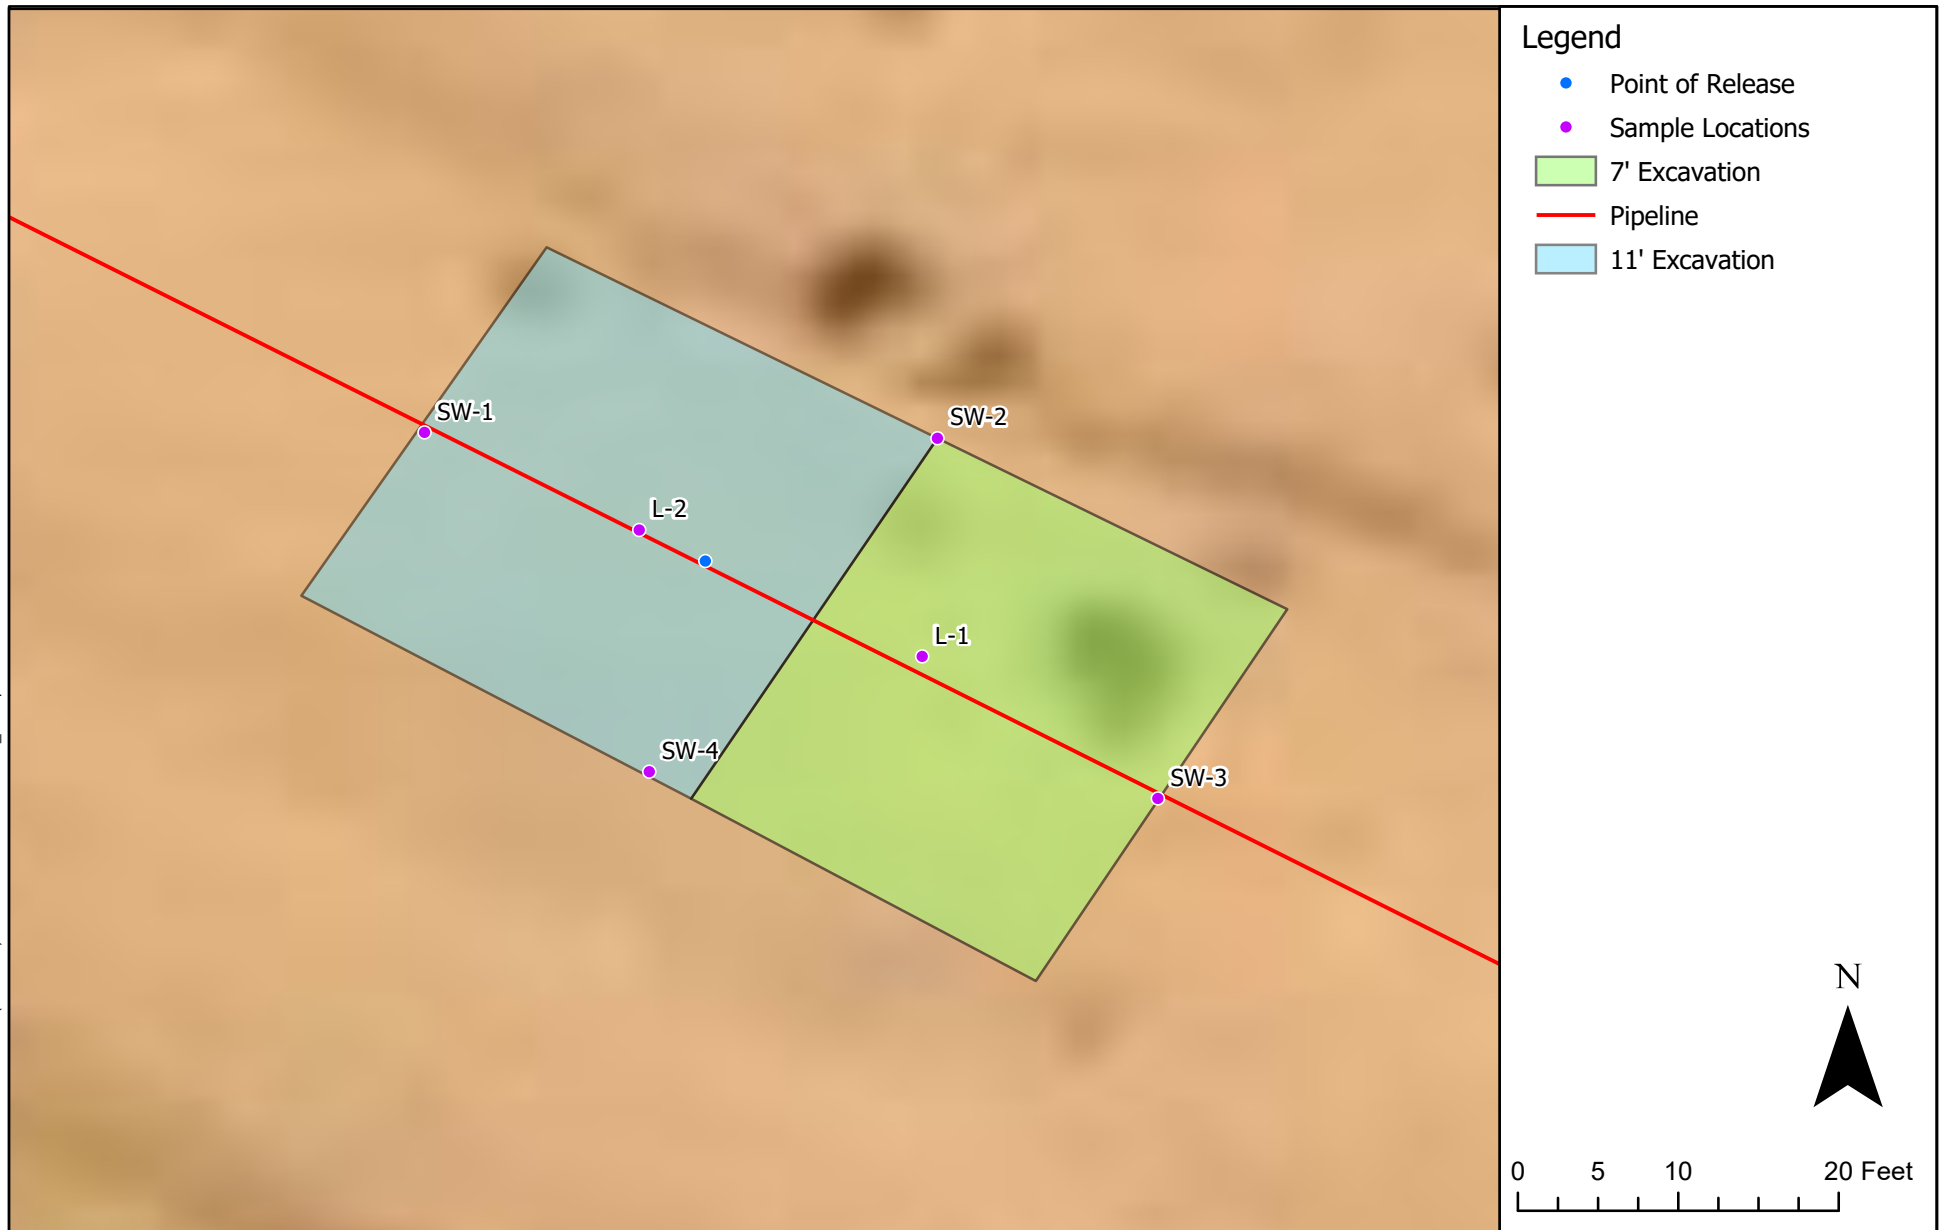 Legend
Point of Release
Sample Locations
7' Excavation
Pipeline
11' Excavation
SW-1
SW-2
L-2
L-1
SW-4
SW-3
N
0 5 10 20 Feet